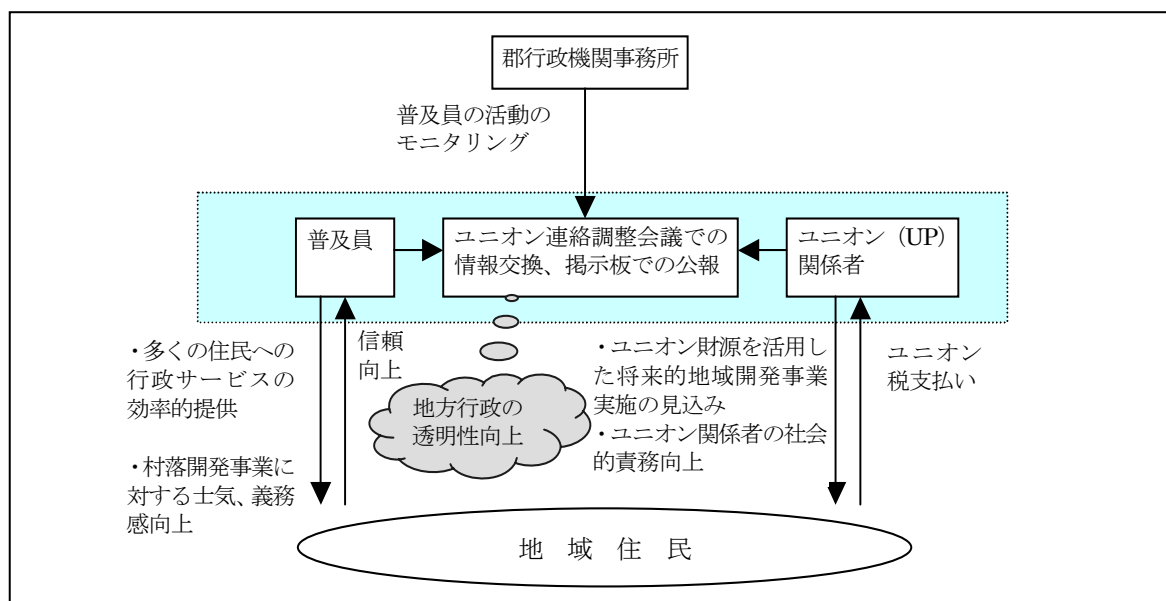 郡行政機関事務所
普及員の活動の
モニタリング
普及員
ユニオン連絡調整会議での
情報交換、掲示板での公報
ユニオン（UP）
関係者
・多くの住民への
行政サービスの
効率的提供
・村落開発事業に
対する士気、義務
感向上
信頼
向上
地方行政の
透明性向上
・ユニオン財源を活用し
た将来的地域開発事業
実施の見込み
・ユニオン関係者の社会
的責務向上
ユニオン
税支払い
地 域 住 民